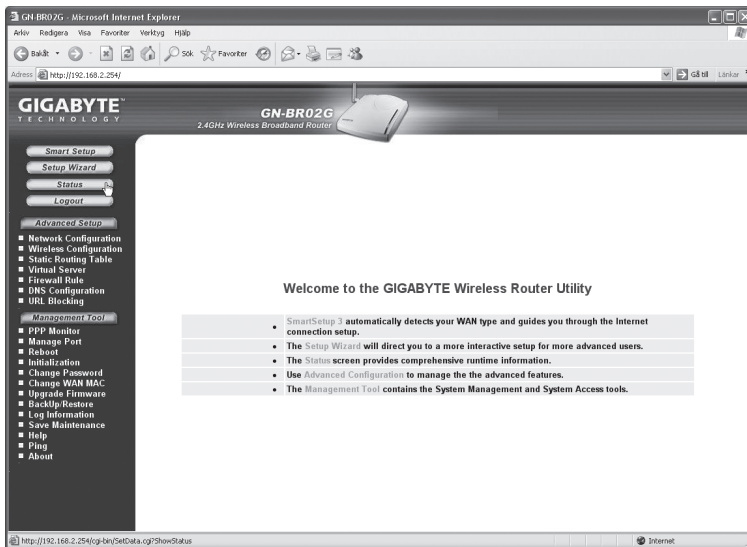 GN-BR02G - Microsoft Internet Explorer
Arkiv Redigera Visa Favoriter Verktyg Hjälp
Bakåt Sök Favoriter
Adress http://192.168.2.254/ Gå till Länkar
GIGABYTE™
TECHNOLOGY
GN-BR02G
2.4GHz Wireless Broadband Router
Smart Setup
Setup Wizard
Status
Logout
Advanced Setup
Network Configuration
Wireless Configuration
Static Routing Table
Virtual Server
Firewall Rule
DNS Configuration
URL Blocking
Management Tool
PPP Monitor
Manage Port
Reboot
Initialization
Change Password
Change WAN MAC
Upgrade Firmware
BackUp/Restore
Log Information
Save Maintenance
Help
Ping
About
Welcome to the GIGABYTE Wireless Router Utility
• SmartSetup 3 automatically detects your WAN type and guides you through the Internet
connection setup.
• The Setup Wizard will direct you to a more interactive setup for more advanced users.
• The Status screen provides comprehensive runtime information.
• Use Advanced Configuration to manage the the advanced features.
• The Management Tool contains the System Management and System Access tools.
http://192.168.2.254/cgi-bin/SetData.cgi?ShowStatus Internet